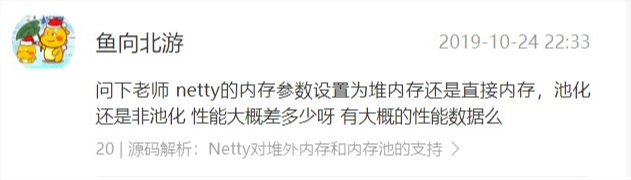 鱼向北游
2019-10-24 22:33
问下老师 netty的内存参数设置为堆内存还是直接内存，池化
还是非池化 性能大概差多少呀 有大概的性能数据么
20 | 源码解析：Netty对堆外内存和内存池的支持 >